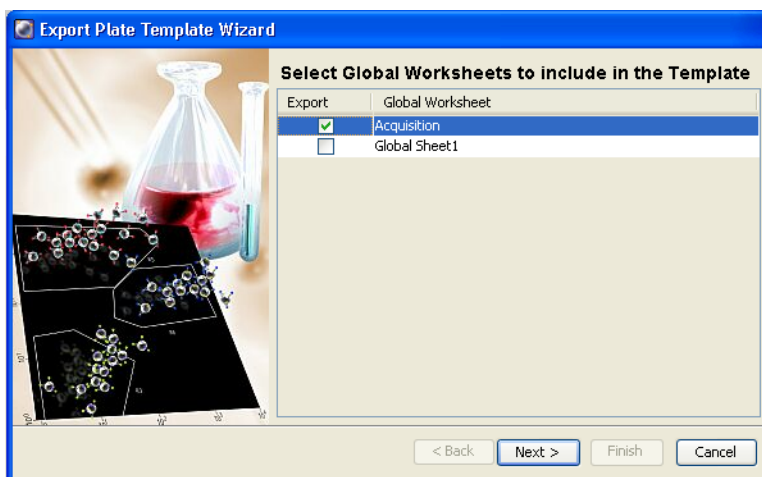 Export Plate Template Wizard
Select Global Worksheets to include in the Template
Export Global Worksheet
Acquisition
Global Sheet1
< Back Next > Finish Cancel